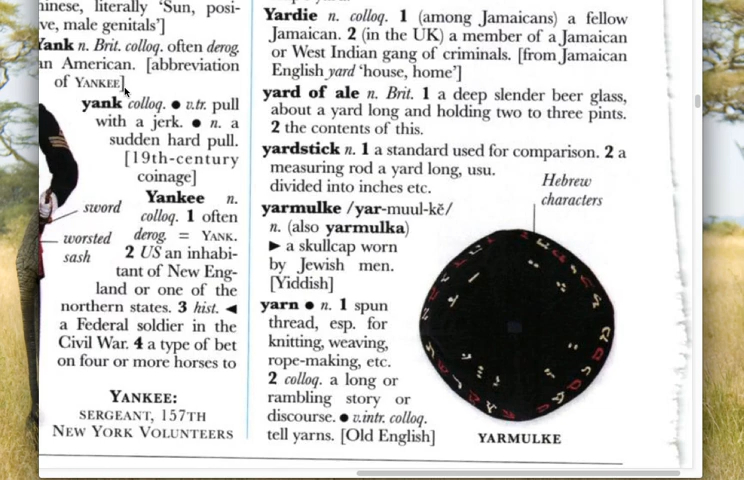 hinese, literally 'Sun, posi-
ve, male genitals']
Yank n. Brit. colloq. often derog.
an American. [abbreviation
of YANKEE]
yank colloq. ● v.tr. pull
with a jerk. ● n. a
sudden hard pull.
[19th-century
coinage]
Yankee n.
colloq. 1 often
derog. = YANK.
2 US an inhabi-
tant of New Eng-
land or one of the
northern states. 3 hist. ◄
a Federal soldier in the
Civil War. 4 a type of bet
on four or more horses to
sword
worsted
sash
YANKEE:
SERGEANT, 157TH
NEW YORK VOLUNTEERS
Yardie n. colloq. 1 (among Jamaicans) a fellow
Jamaican. 2 (in the UK) a member of a Jamaican
or West Indian gang of criminals. [from Jamaican
English yard 'house, home']
yard of ale n. Brit. 1 a deep slender beer glass,
about a yard long and holding two to three pints.
2 the contents of this.
yardstick n. 1 a standard used for comparison. 2 a
measuring rod a yard long, usu.
divided into inches etc.
yarmulke /yar-muul-kĕ/
n. (also yarmulka)
► a skullcap worn
by Jewish men.
[Yiddish]
yarn ● n. 1 spun
thread, esp. for
knitting, weaving,
rope-making, etc.
2 colloq. a long or
rambling story or
discourse. ● v.intr. colloq.
tell yarns. [Old English]
Hebrew
characters
YARMULKE